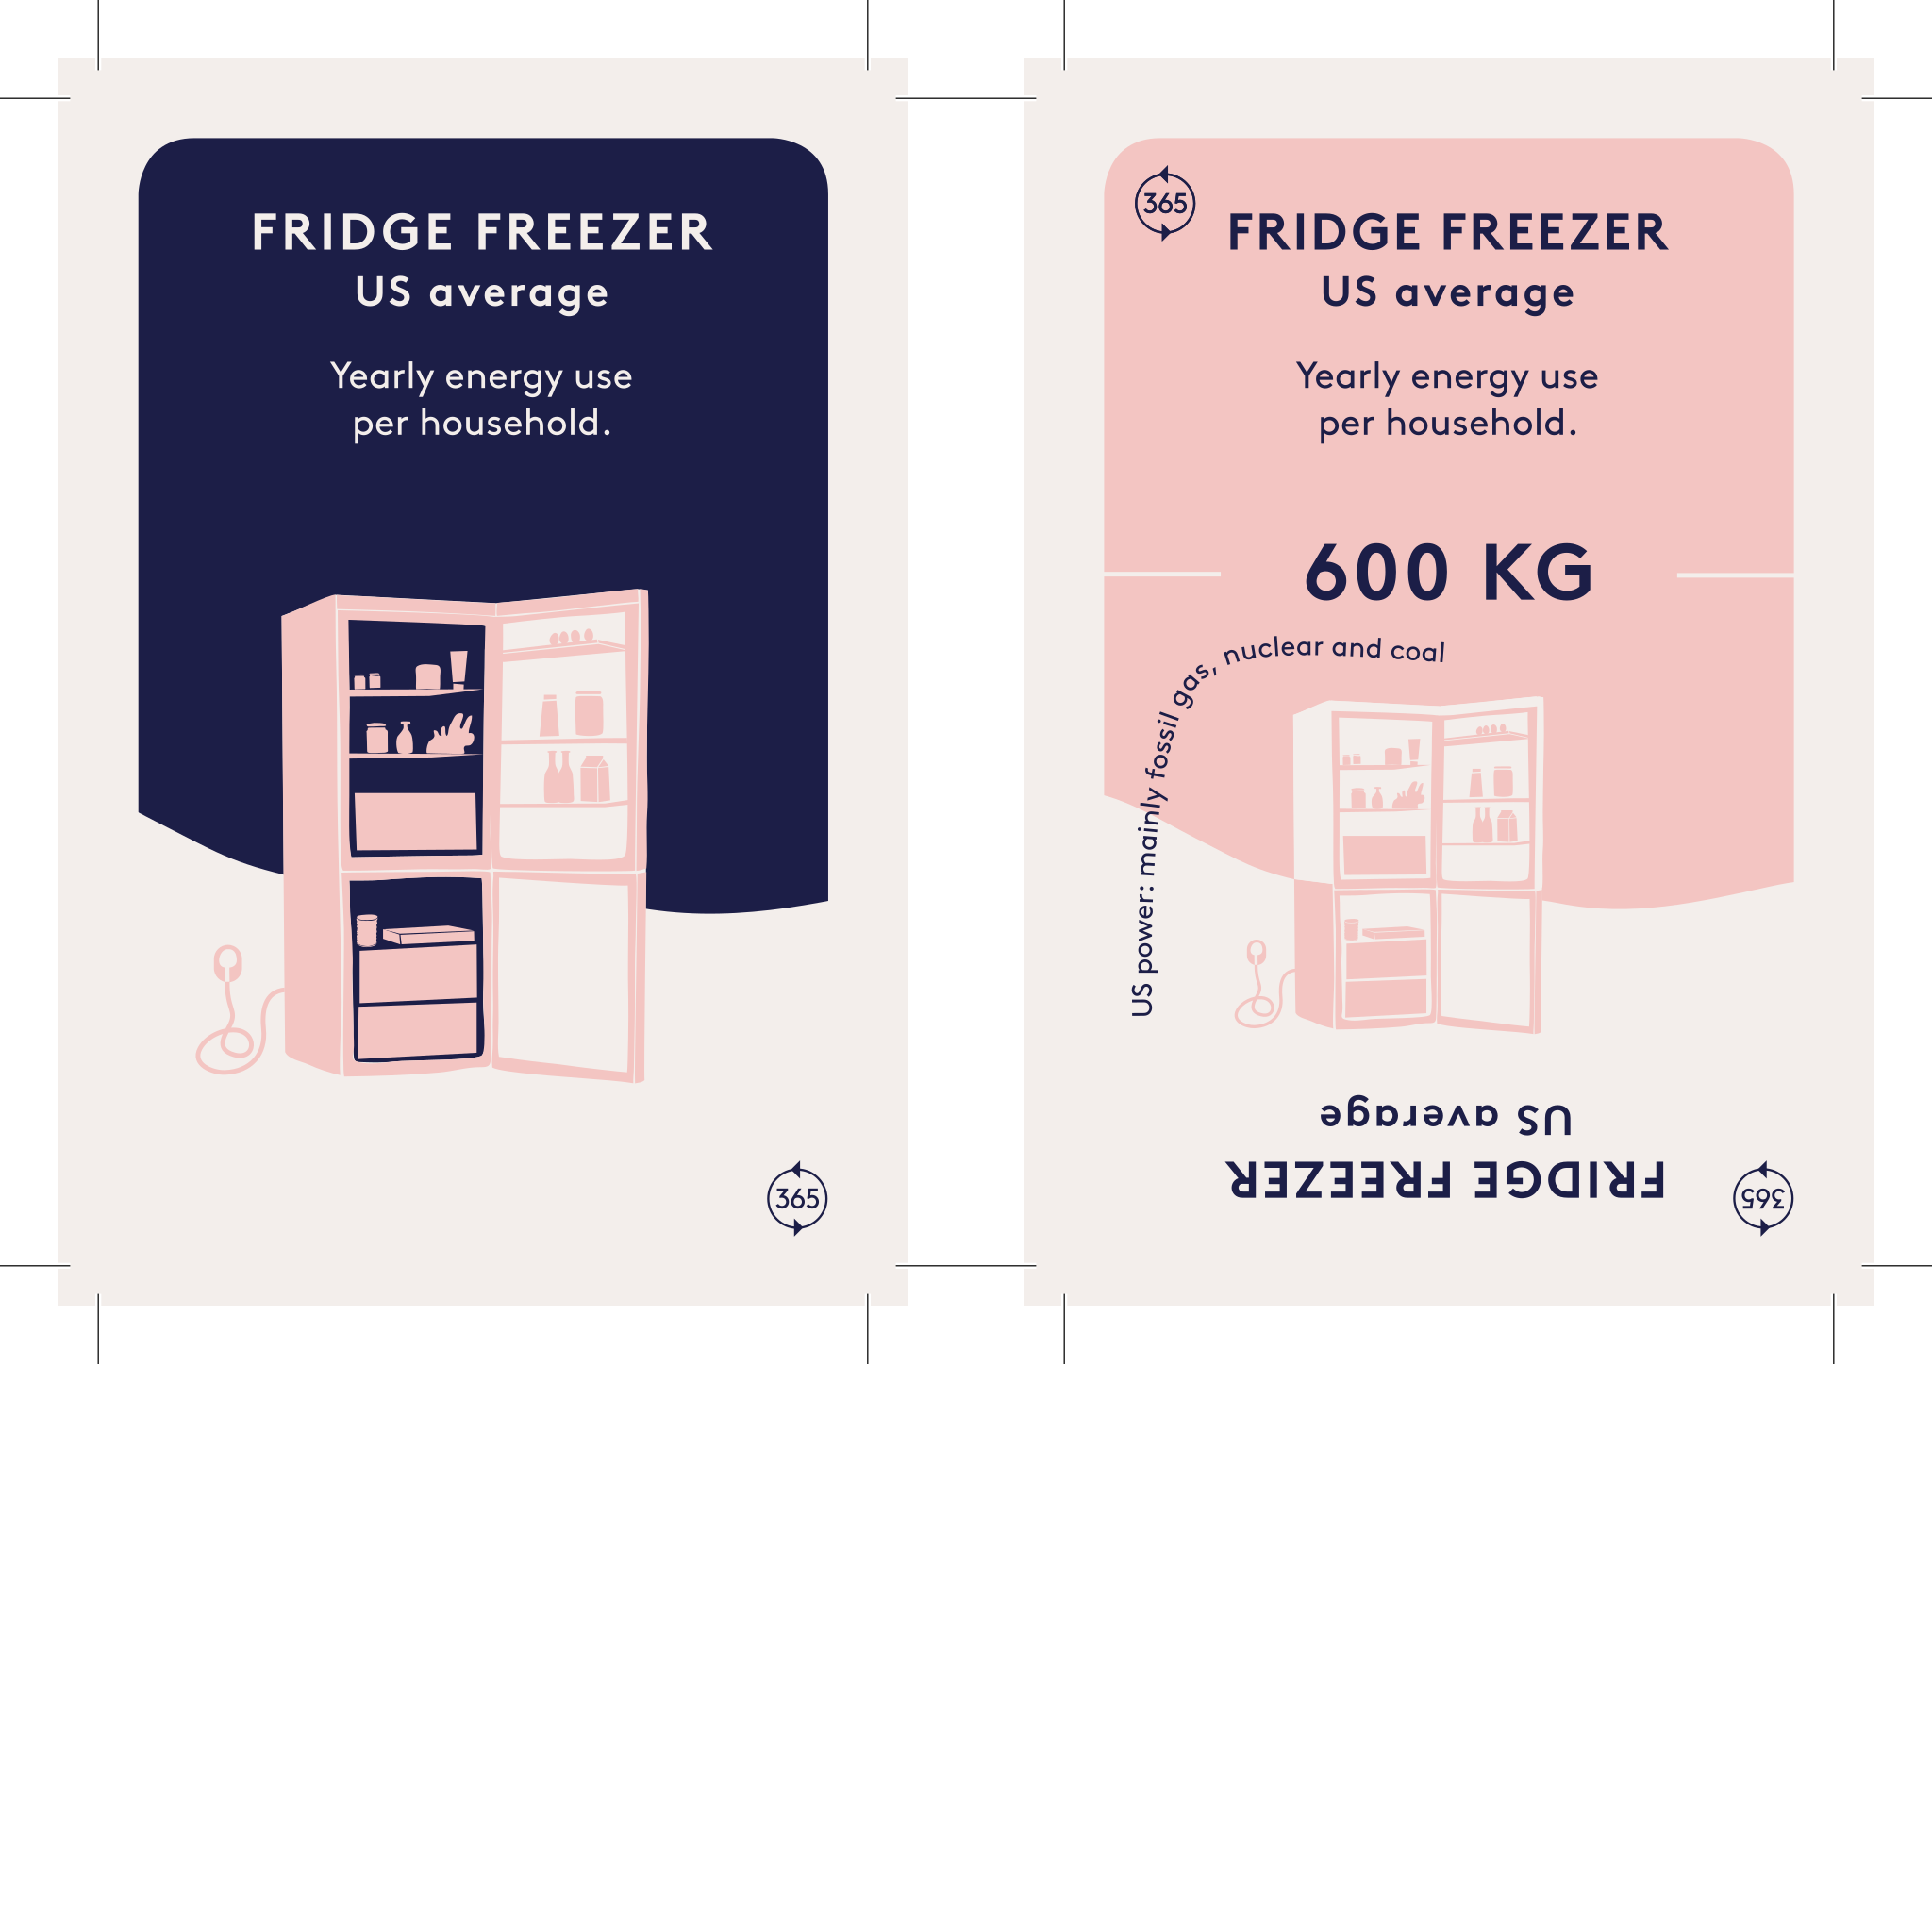 FRIDGE FREEZER
US average
Yearly energy use
per household.
365
365
FRIDGE FREEZER
US average
Yearly energy use
per household.
600 KG
US power: mainly fossil gas, nuclear and coal
US average
FRIDGE FREEZER
365